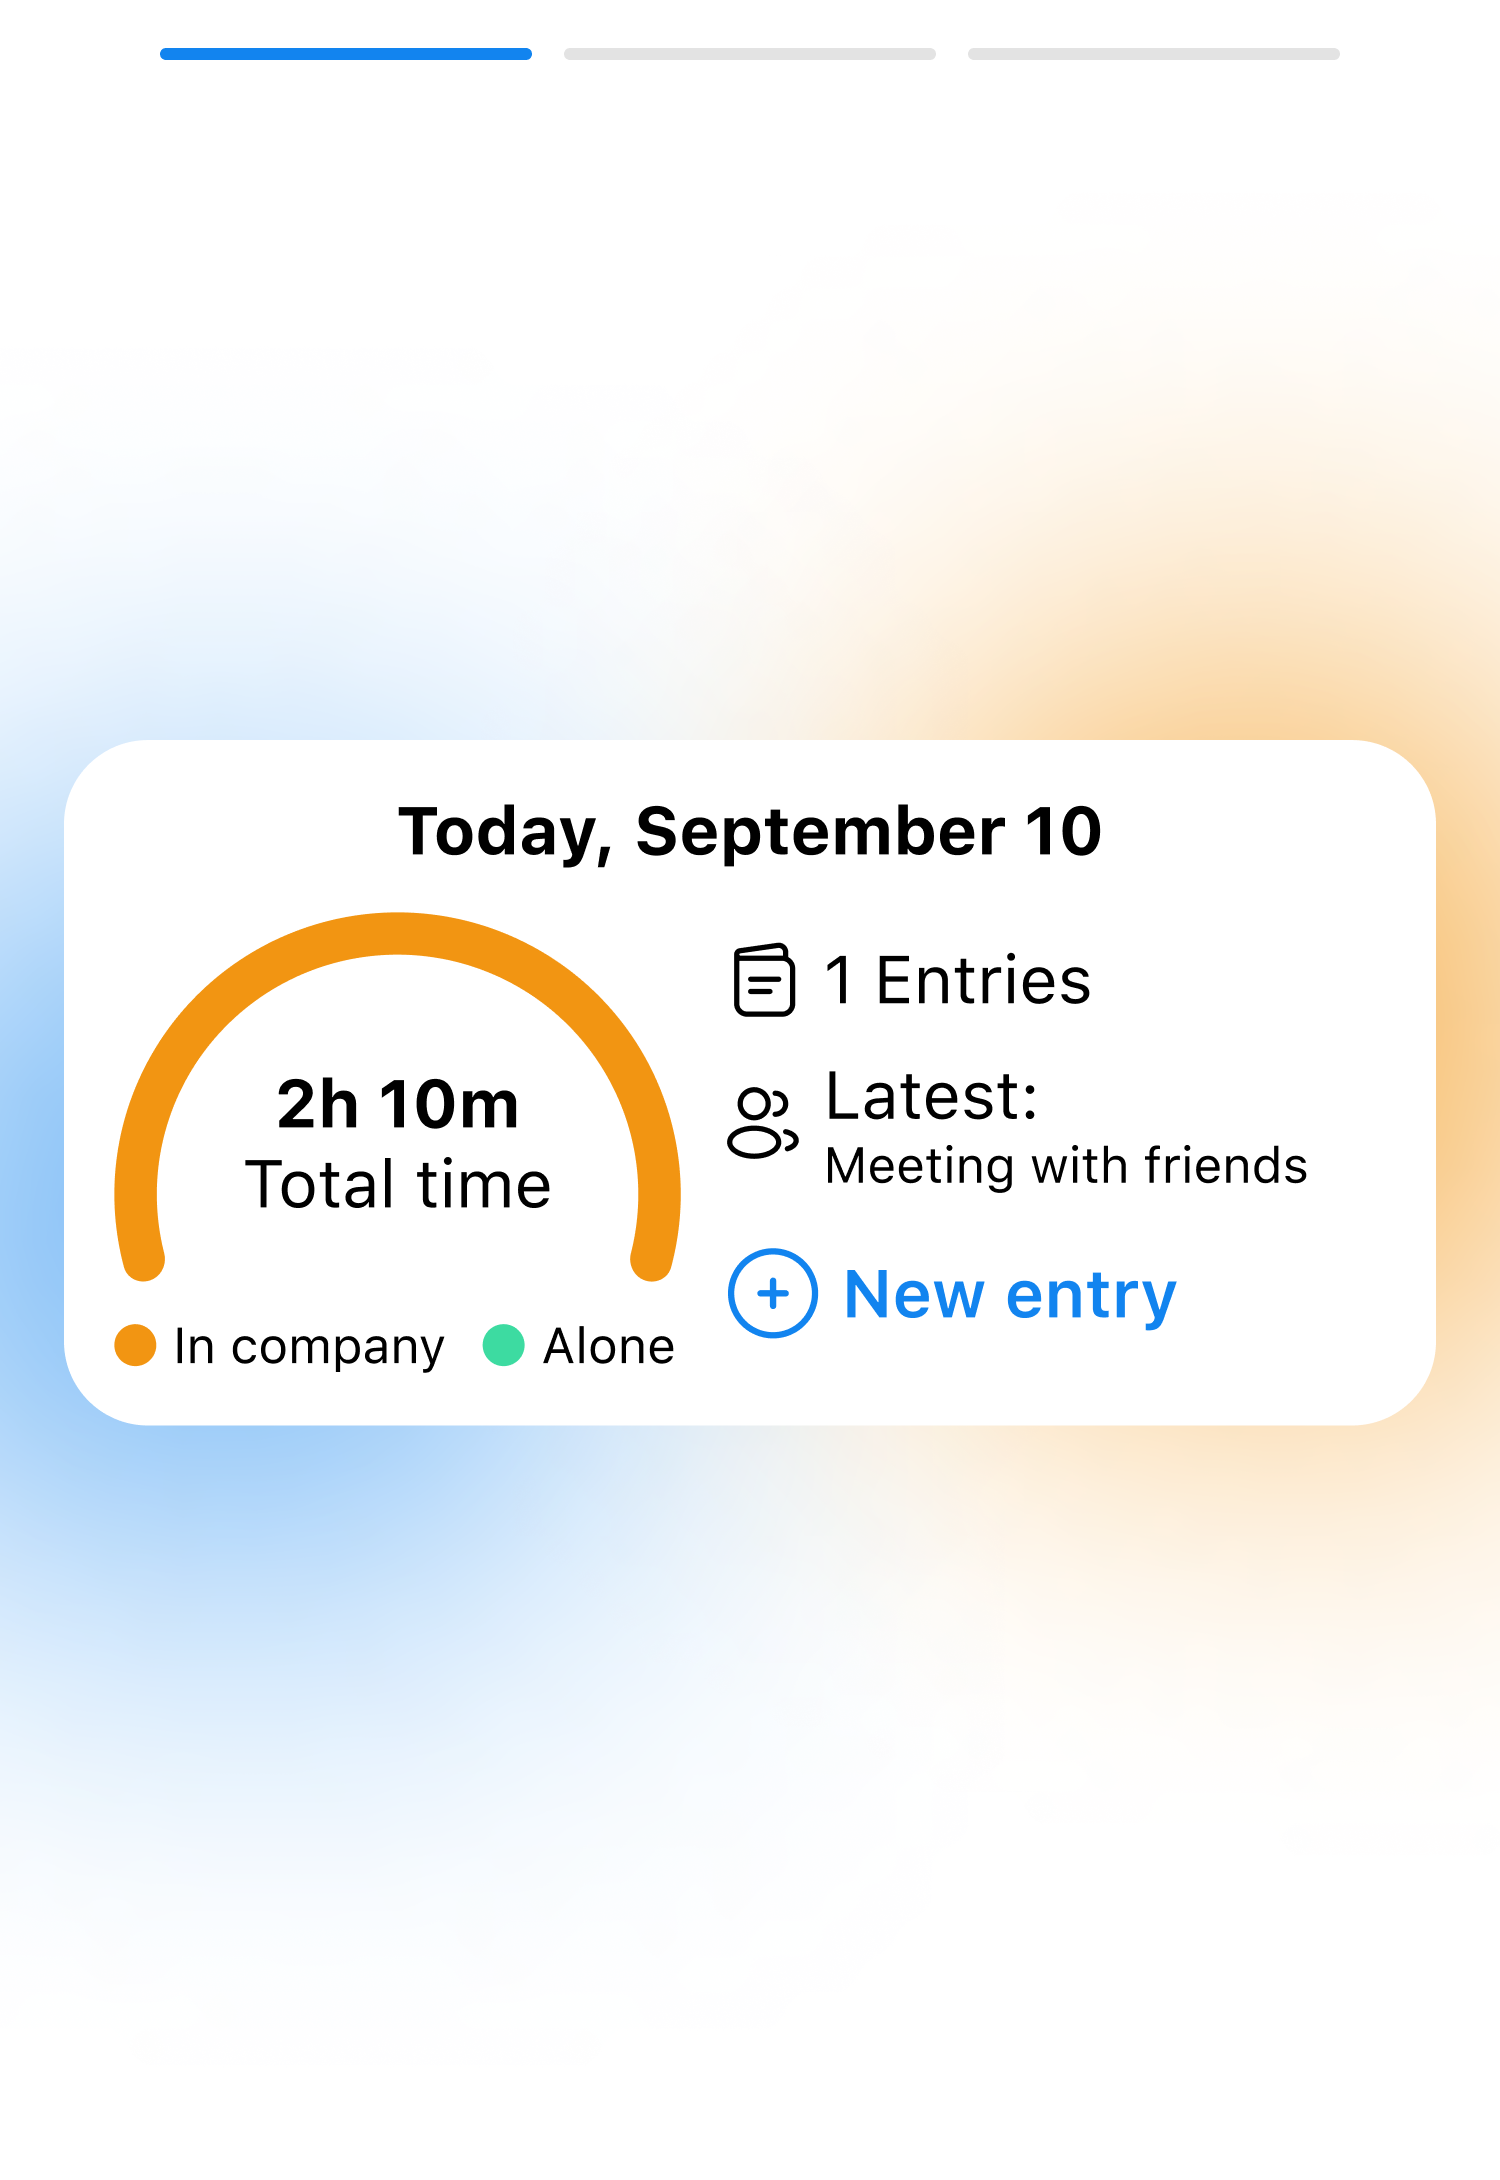 Today, September 10
2h 10m
Total time
In company
Alone
1 Entries
Latest:
Meeting with friends
New entry